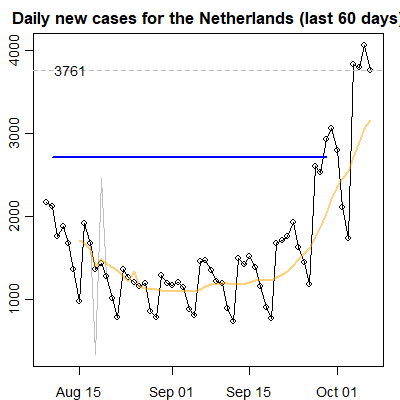 Daily new cases for the Netherlands (last 60 days)
4000
3761
3000
2000
1000
Aug 15
Sep 01
Sep 15
Oct 01